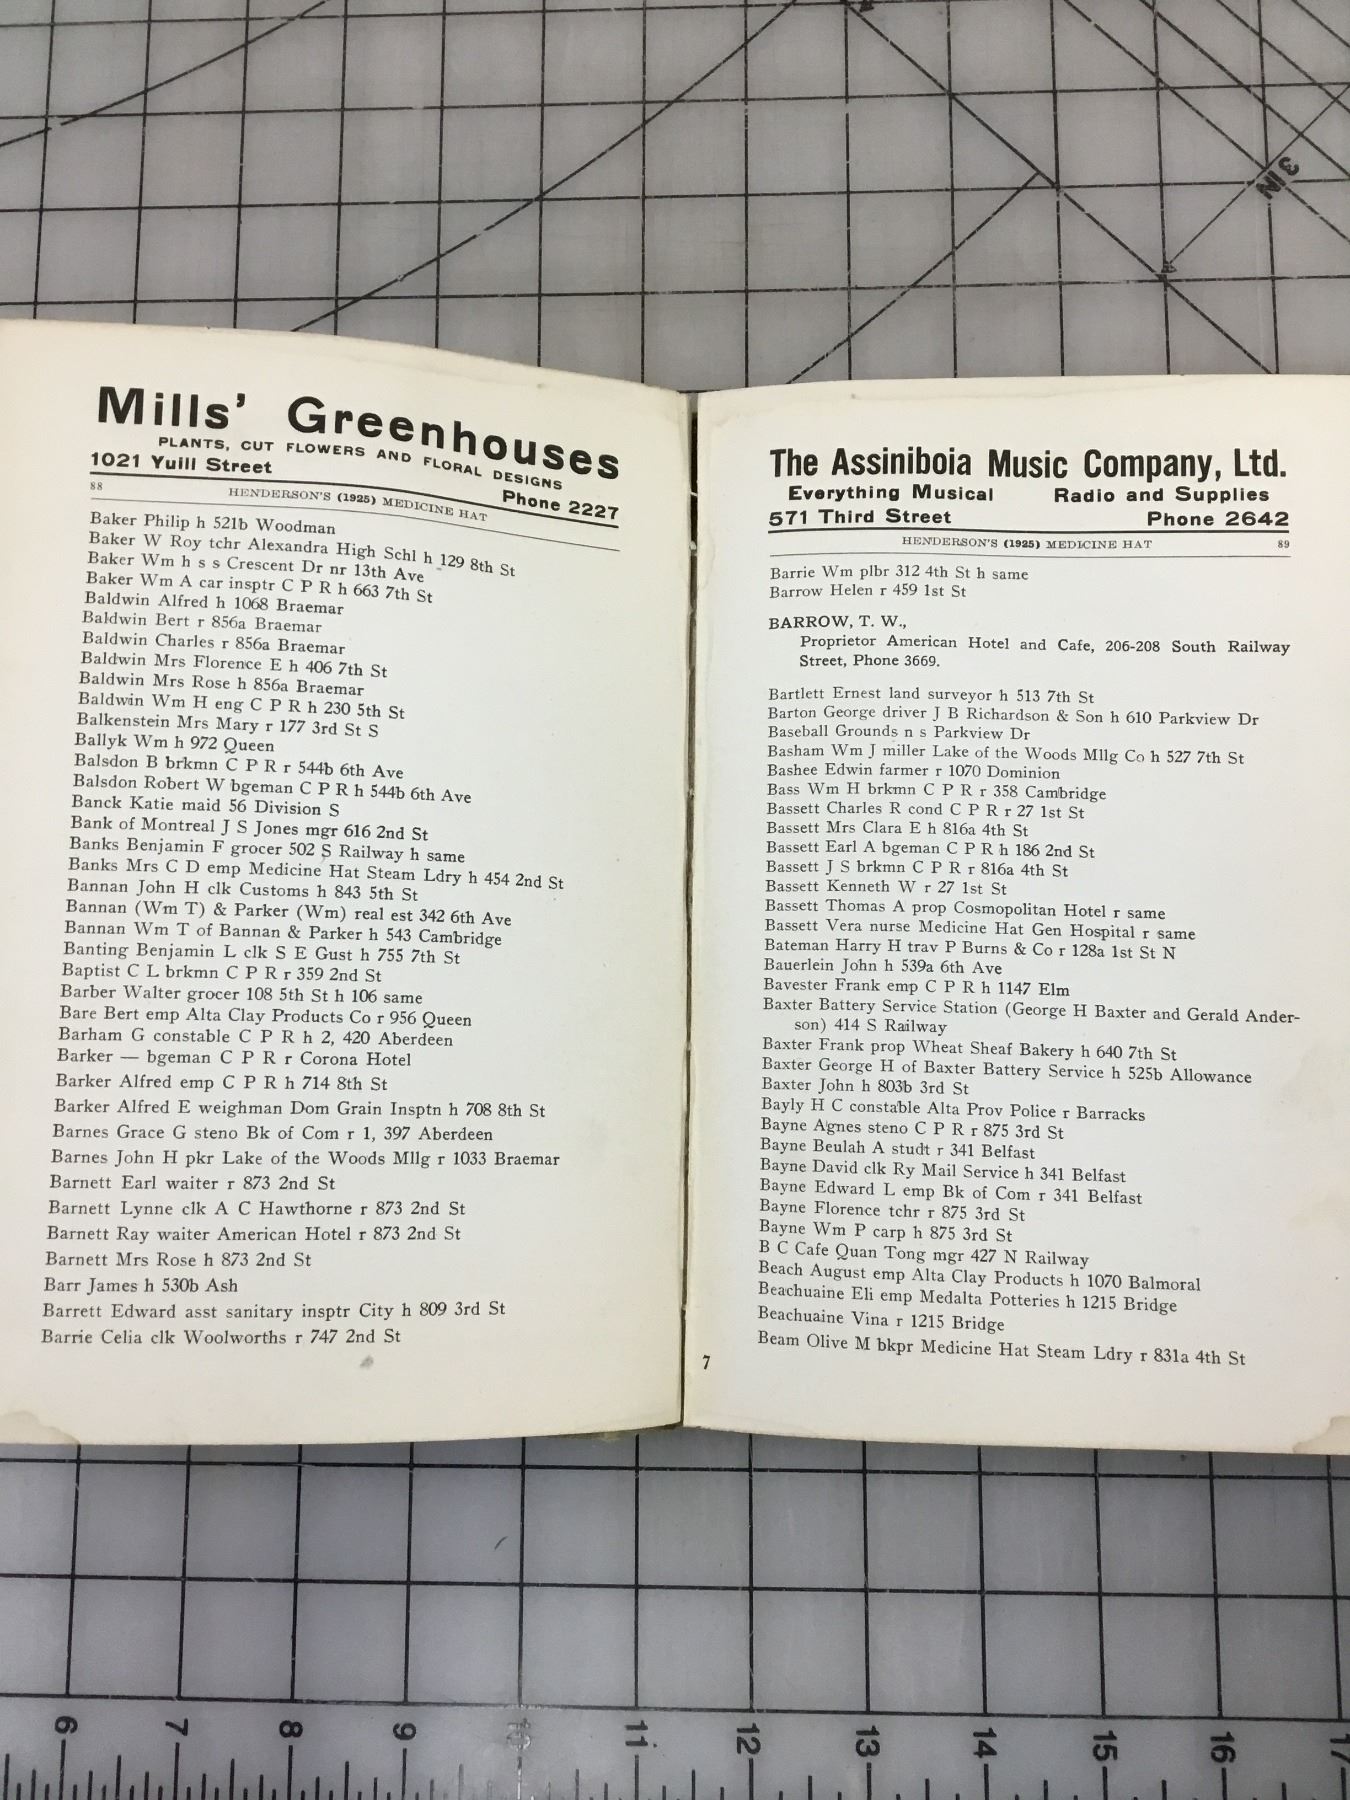 3 IN
Mills' Greenhouses
PLANTS, CUT FLOWERS AND FLORAL DESIGNS
1021 Yuill Street
Phone 2227
88
HENDERSON'S (1925) MEDICINE HAT
Baker Philip h 521b Woodman
Baker W Roy tchr Alexandra High Schl h 129 8th St
Baker Wm h s s Crescent Dr nr 13th Ave
Baker Wm A car insptr C P R h 663 7th St
Baldwin Alfred h 1068 Braemar
Baldwin Bert r 856a Braemar
Baldwin Charles r 856a Braemar
Baldwin Mrs Florence E h 406 7th St
Baldwin Mrs Rose h 856a Braemar
Baldwin Wm H eng C P R h 230 5th St
Balkenstein Mrs Mary r 177 3rd St S
Ballyk Wm h 972 Queen
Balsdon B brkmn C P R r 544b 6th Ave
Balsdon Robert W bgeman C P R h 544b 6th Ave
Banck Katie maid 56 Division S
Bank of Montreal J S Jones mgr 616 2nd St
Banks Benjamin F grocer 502 S Railway h same
Banks Mrs C D emp Medicine Hat Steam Ldry h 454 2nd St
Bannan John H clk Customs h 843 5th St
Bannan (Wm T) & Parker (Wm) real est 342 6th Ave
Bannan Wm T of Bannan & Parker h 543 Cambridge
Banting Benjamin L clk S E Gust h 755 7th St
Baptist C L brkmn C P R r 359 2nd St
Barber Walter grocer 108 5th St h 106 same
Bare Bert emp Alta Clay Products Co r 956 Queen
Barham G constable C P R h 2, 420 Aberdeen
Barker — bgeman C P R r Corona Hotel
Barker Alfred emp C P R h 714 8th St
Barker Alfred E weighman Dom Grain Insptn h 708 8th St
Barnes Grace G steno Bk of Com r 1, 397 Aberdeen
Barnes John H pkr Lake of the Woods Mllg r 1033 Braemar
Barnett Earl waiter r 873 2nd St
Barnett Lynne clk A C Hawthorne r 873 2nd St
Barnett Ray waiter American Hotel r 873 2nd St
Barnett Mrs Rose h 873 2nd St
Barr James h 530b Ash
Barrett Edward asst sanitary insptr City h 809 3rd St
Barrie Celia clk Woolworths r 747 2nd St
The Assiniboia Music Company, Ltd.
Everything Musical Radio and Supplies
571 Third Street Phone 2642
HENDERSON'S (1925) MEDICINE HAT 89
Barrie Wm plbr 312 4th St h same
Barrow Helen r 459 1st St
BARROW, T. W.,
Proprietor American Hotel and Cafe, 206-208 South Railway
Street, Phone 3669.
Bartlett Ernest land surveyor h 513 7th St
Barton George driver J B Richardson & Son h 610 Parkview Dr
Baseball Grounds n s Parkview Dr
Basham Wm J miller Lake of the Woods Mllg Co h 527 7th St
Bashee Edwin farmer r 1070 Dominion
Bass Wm H brkmn C P R r 358 Cambridge
Bassett Charles R cond C P R r 27 1st St
Bassett Mrs Clara E h 816a 4th St
Bassett Earl A bgeman C P R h 186 2nd St
Bassett J S brkmn C P R r 816a 4th St
Bassett Kenneth W r 27 1st St
Bassett Thomas A prop Cosmopolitan Hotel r same
Bassett Vera nurse Medicine Hat Gen Hospital r same
Bateman Harry H trav P Burns & Co r 128a 1st St N
Bauerlein John h 539a 6th Ave
Bavester Frank emp C P R h 1147 Elm
Baxter Battery Service Station (George H Baxter and Gerald Ander-
son) 414 S Railway
Baxter Frank prop Wheat Sheaf Bakery h 640 7th St
Baxter George H of Baxter Battery Service h 525b Allowance
Baxter John h 803b 3rd St
Bayly H C constable Alta Prov Police r Barracks
Bayne Agnes steno C P R r 875 3rd St
Bayne Beulah A studt r 341 Belfast
Bayne David clk Ry Mail Service h 341 Belfast
Bayne Edward L emp Bk of Com r 341 Belfast
Bayne Florence tchr r 875 3rd St
Bayne Wm P carp h 875 3rd St
B C Cafe Quan Tong mgr 427 N Railway
Beach August emp Alta Clay Products h 1070 Balmoral
Beachuaine Eli emp Medalta Potteries h 1215 Bridge
Beachuaine Vina r 1215 Bridge
Beam Olive M bkpr Medicine Hat Steam Ldry r 831a 4th St
7
6 7 8 9 10 11 12 13 14 15 16 17